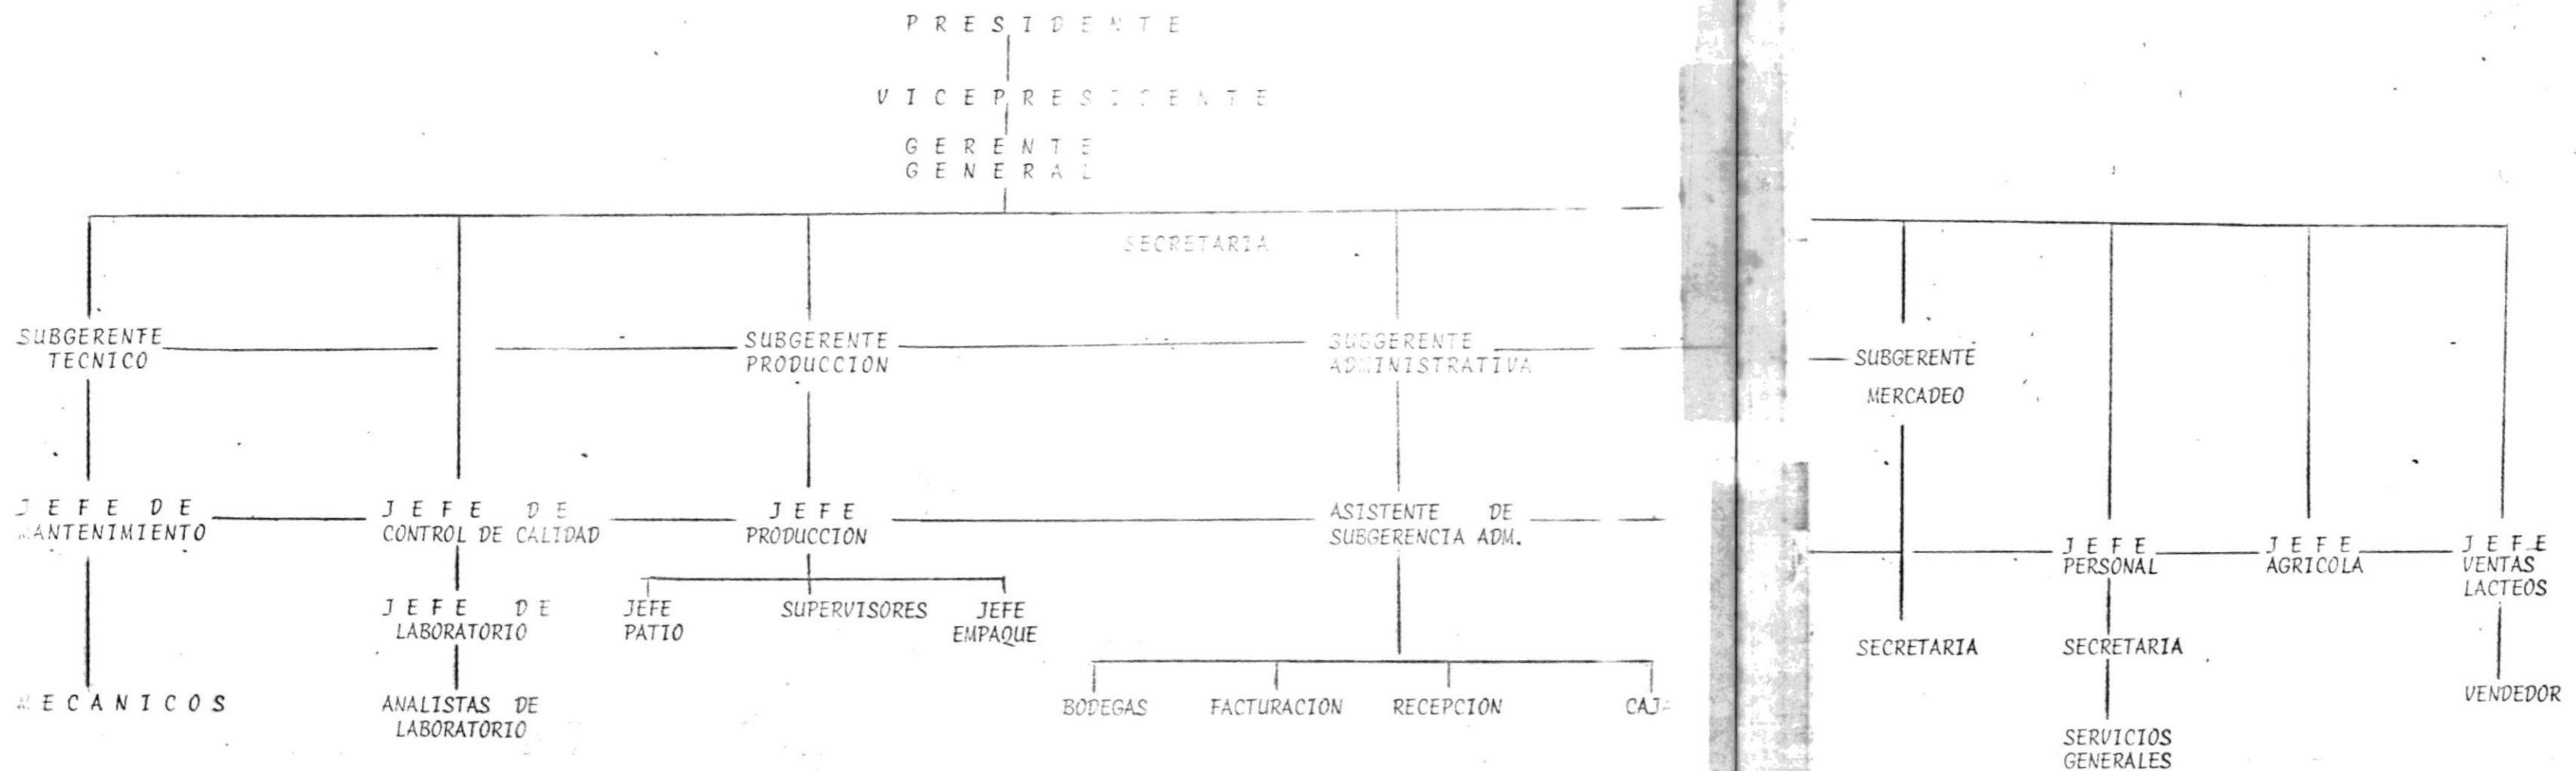 PRESIDENTE
VICEPRESIDENTE
GERENTE
GENERAL
SECRETARIA
SUBGERENTE
TECNICO
SUBGERENTE
PRODUCCION
SUBGERENTE
ADMINISTRATIVA
SUBGERENTE
MERCADEO
JEFE DE
MANTENIMIENTO
JEFE DE
CONTROL DE CALIDAD
JEFE
PRODUCCION
ASISTENTE DE
SUBGERENCIA ADM.
JEFE
PERSONAL
JEFE
AGRICOLA
JEFE
VENTAS
LACTEOS
JEFE DE
LABORATORIO
JEFE
PATIO
SUPERVISORES
JEFE
EMPAQUE
SECRETARIA
SECRETARIA
MECANICOS
ANALISTAS DE
LABORATORIO
BODEGAS
FACTURACION
RECEPCION
CAJA
VENDEDOR
SERVICIOS
GENERALES